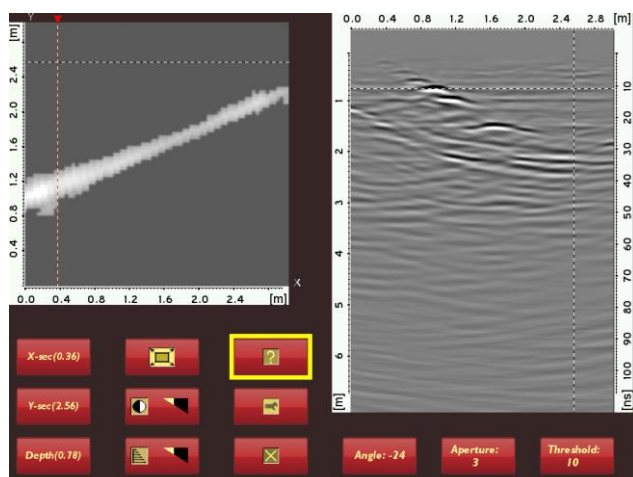 Y
0.0 0.4 0.8 1.2 1.6 2.0 2.4 2.8 [m]
[m]
2.4
2.0
1.6
1.2
0.8
0.4
X
0.0 0.4 0.8 1.2 1.6 2.0 2.4 [m]
1
2
3
4
5
6
[m]
10
20
30
40
50
60
70
80
90
100
[ns]
X-sec(0.36)
?
Y-sec(2.56)
Depth(0.78)
Angle: -24
Aperture:
3
Threshold:
10